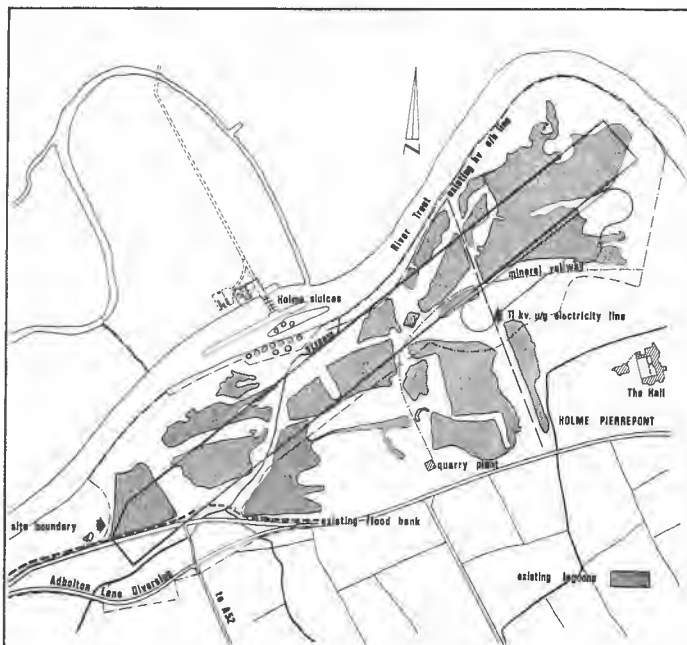 N
River Trent
existing hv o/h line
mineral railway
Holme sluices
11 kv. u/g electricity line
The Hall
HOLME PIERREPONT
quarry plant
site boundary
existing flood bank
Adbolton Lane Diversion
to A52
existing lagoons